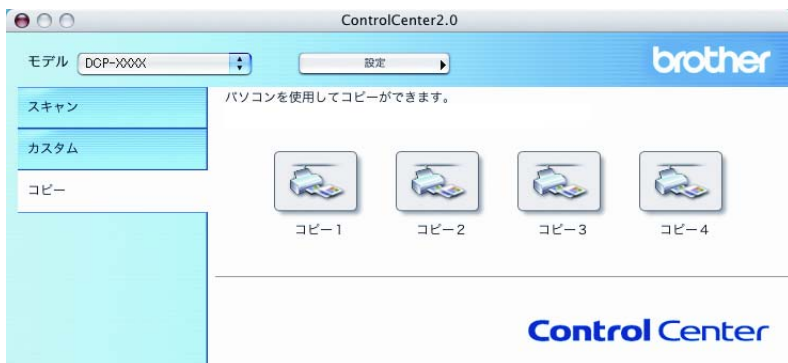 ControlCenter2.0
モデル DCP-XXXX 設定 brother
スキャン
カスタム
コピー
パソコンを使用してコピーができます。
コピー1 コピー2 コピー3 コピー4
Control Center